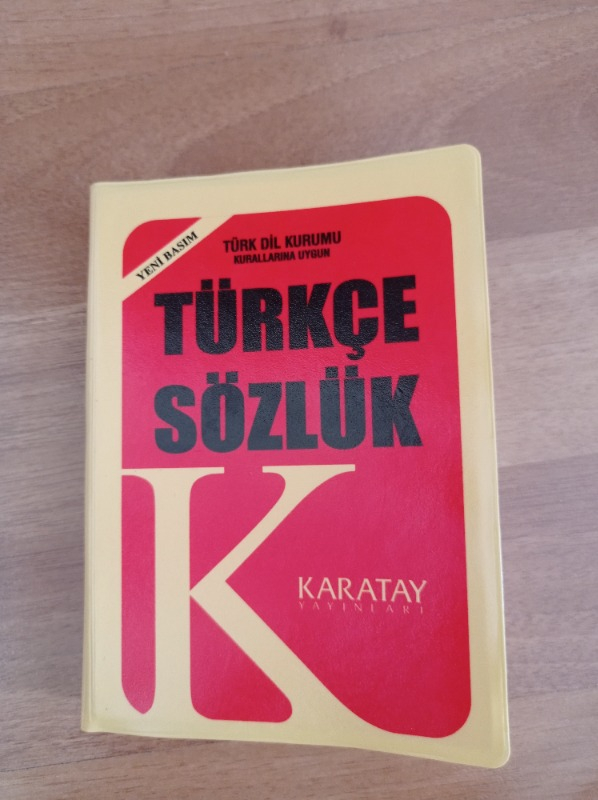 YENİ BASIM
TÜRK DİL KURUMU
KURALLARINA UYGUN
TÜRKÇE
SÖZLÜK
K
KARATAY
YAYINLARI